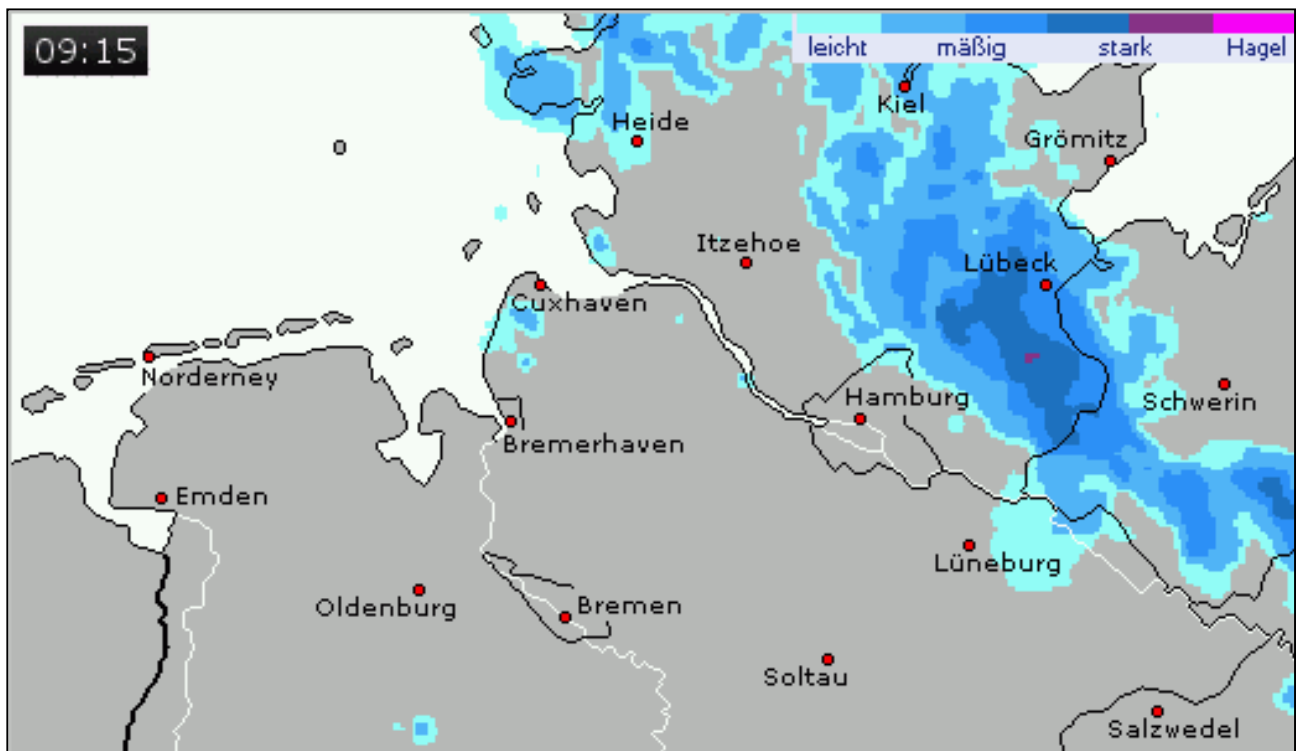 09:15
leicht mäßig stark Hagel
Kiel
Heide
Grömitz
Itzehoe
Lübeck
Cuxhaven
Norderney
Hamburg
Schwerin
Bremerhaven
Emden
Lüneburg
Oldenburg
Bremen
Soltau
Salzwedel